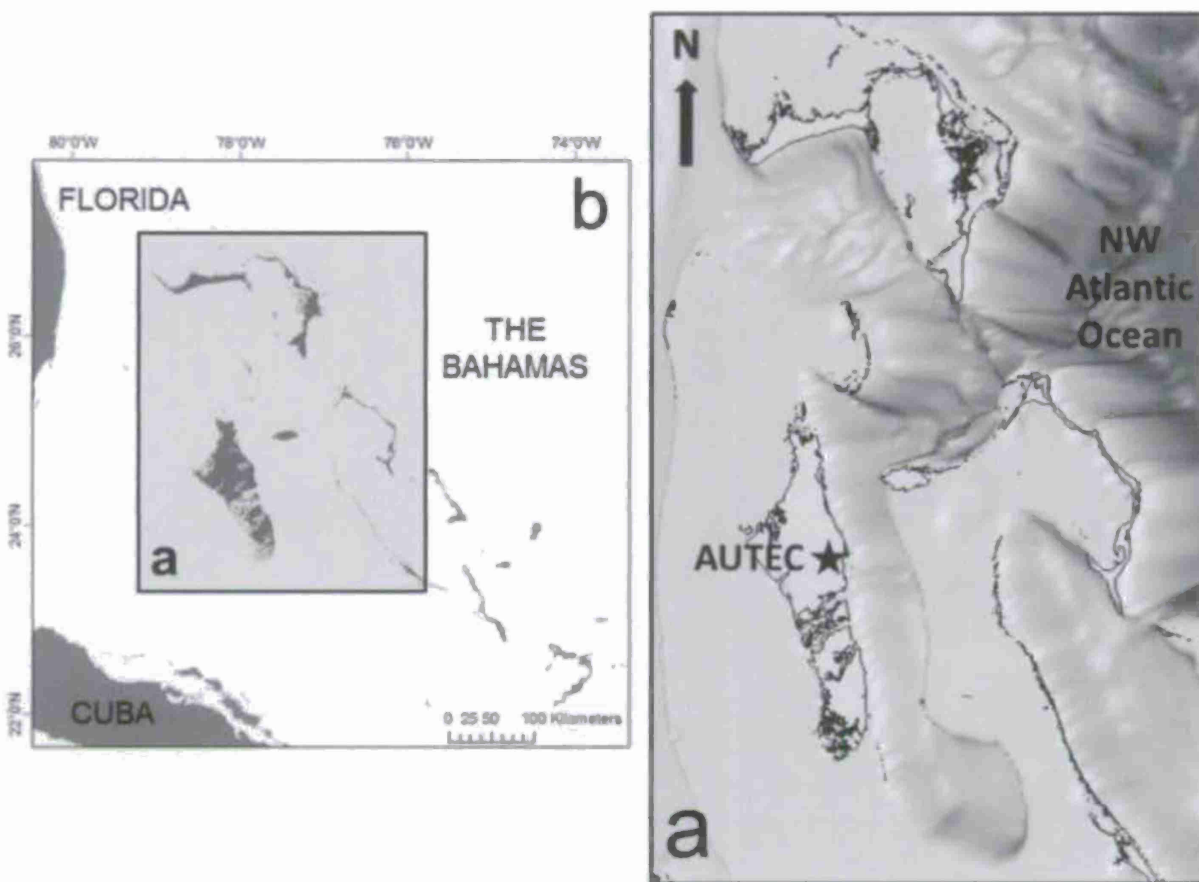 80°0'W 78°0'W 76°0'W 74°0'W
FLORIDA
b
26°0'N
THE
BAHAMAS
24°0'N
a
22°0'N
CUBA
0 25 50 100 Kilometers
N
NW
Atlantic
Ocean
AUTEC
a